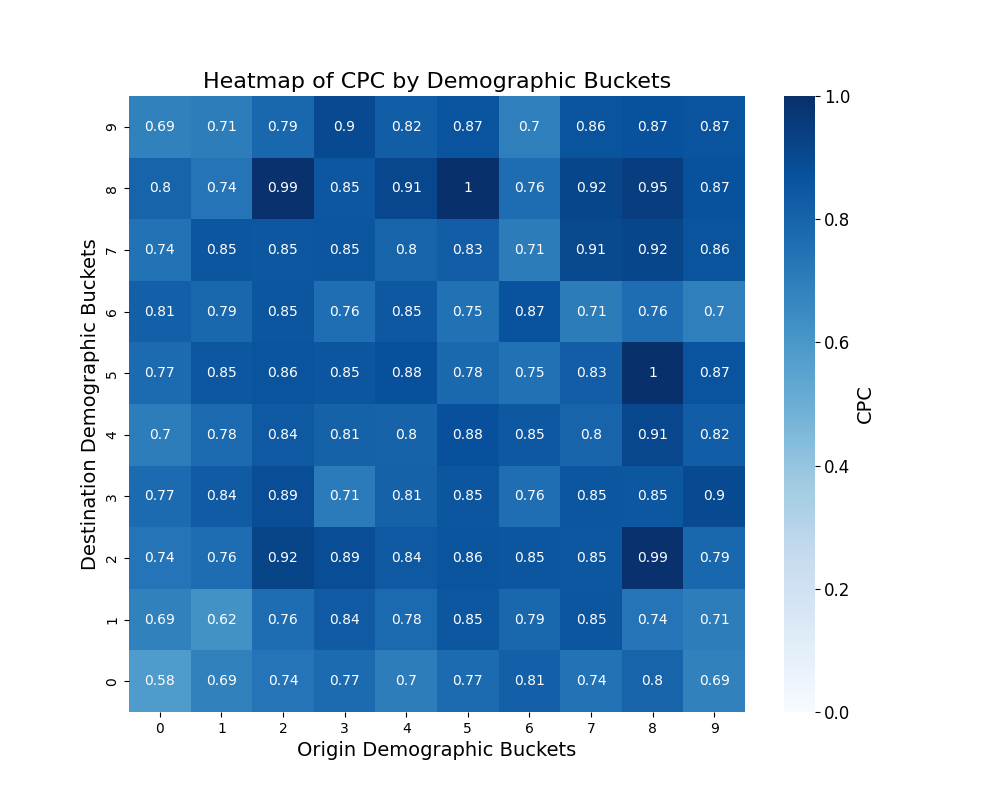 Heatmap of CPC by Demographic Buckets
9 0.69 0.71 0.79 0.9 0.82 0.87 0.7 0.86 0.87 0.87
8 0.8 0.74 0.99 0.85 0.91 1 0.76 0.92 0.95 0.87
7 0.74 0.85 0.85 0.85 0.8 0.83 0.71 0.91 0.92 0.86
6 0.81 0.79 0.85 0.76 0.85 0.75 0.87 0.71 0.76 0.7
5 0.77 0.85 0.86 0.85 0.88 0.78 0.75 0.83 1 0.87
4 0.7 0.78 0.84 0.81 0.8 0.88 0.85 0.8 0.91 0.82
3 0.77 0.84 0.89 0.71 0.81 0.85 0.76 0.85 0.85 0.9
2 0.74 0.76 0.92 0.89 0.84 0.86 0.85 0.85 0.99 0.79
1 0.69 0.62 0.76 0.84 0.78 0.85 0.79 0.85 0.74 0.71
0 0.58 0.69 0.74 0.77 0.7 0.77 0.81 0.74 0.8 0.69
0 1 2 3 4 5 6 7 8 9
Origin Demographic Buckets
Destination Demographic Buckets
1.0
0.8
0.6
0.4
0.2
0.0
CPC